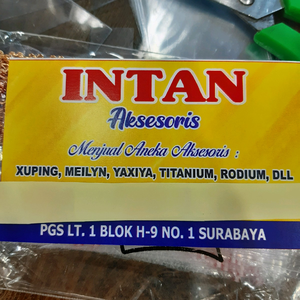 INTAN
Aksesoris
Menjual Aneka Aksesoris :
XUPING, MEILYN, YAXIYA, TITANIUM, RODIUM, DLL
PGS LT. 1 BLOK H-9 NO. 1 SURABAYA